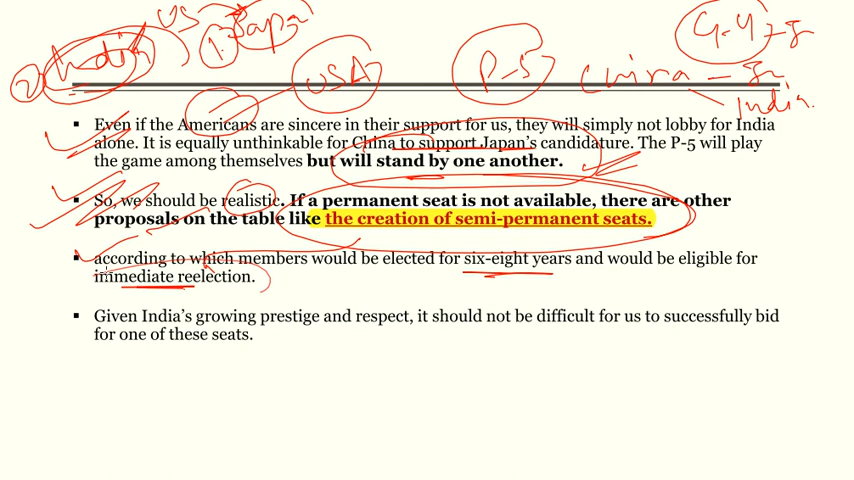 US
1. Japa
2 India
USA
P-5
G-4
China
India.
Even if the Americans are sincere in their support for us, they will simply not lobby for India
alone. It is equally unthinkable for China to support Japan’s candidature. The P-5 will play
the game among themselves but will stand by one another.
So, we should be realistic. If a permanent seat is not available, there are other
proposals on the table like the creation of semi-permanent seats.
according to which members would be elected for six-eight years and would be eligible for
immediate reelection.
Given India’s growing prestige and respect, it should not be difficult for us to successfully bid
for one of these seats.